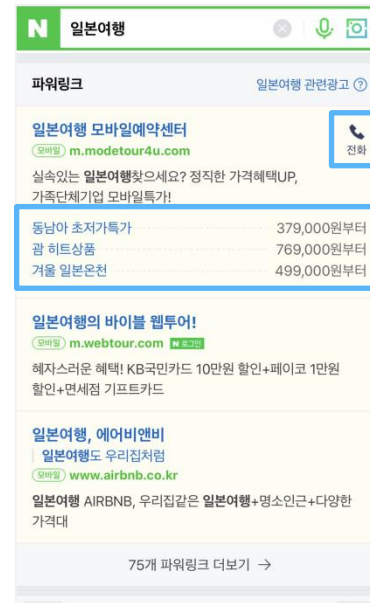 N 일본여행
파워링크 일본여행 관련광고 ?
일본여행 모바일예약센터
전화
모바일 m.modetour4u.com
실속있는 일본여행찾으세요? 정직한 가격혜택UP,
가족단체기업 모바일특가!
동남아 초저가특가 379,000원부터
괌 히트상품 769,000원부터
겨울 일본온천 499,000원부터
일본여행의 바이블 웹투어!
모바일 m.webtour.com N 로그인
혜자스러운 혜택! KB국민카드 10만원 할인+페이코 1만원
할인+면세점 기프트카드
일본여행, 에어비앤비
일본여행도 우리집처럼
모바일 www.airbnb.co.kr
일본여행 AIRBNB, 우리집같은 일본여행+명소인근+다양한
가격대
75개 파워링크 더보기 →